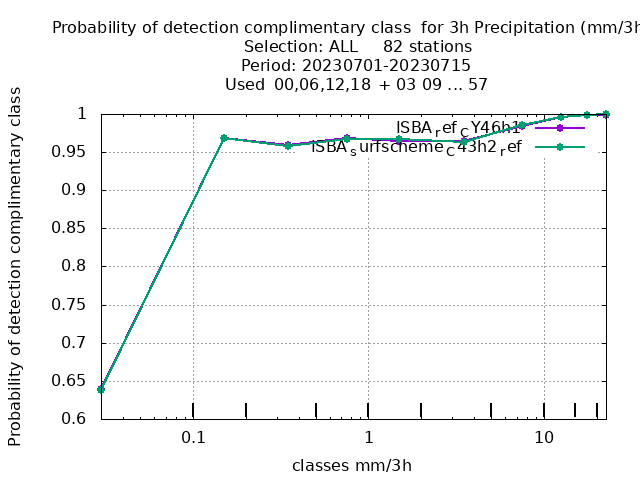 Probability of detection complimentary class  for 3h Precipitation (mm/3h
Selection: ALL     82 stations
Period: 20230701-20230715
Used  00,06,12,18  + 03 09 ... 57
Probability of detection complimentary class
1
0.95
0.9
0.85
0.8
0.75
0.7
0.65
0.6
ISBA_ref_CY46h1
ISBA_surfscheme_C43h2_ref
0.1
1
10
classes mm/3h